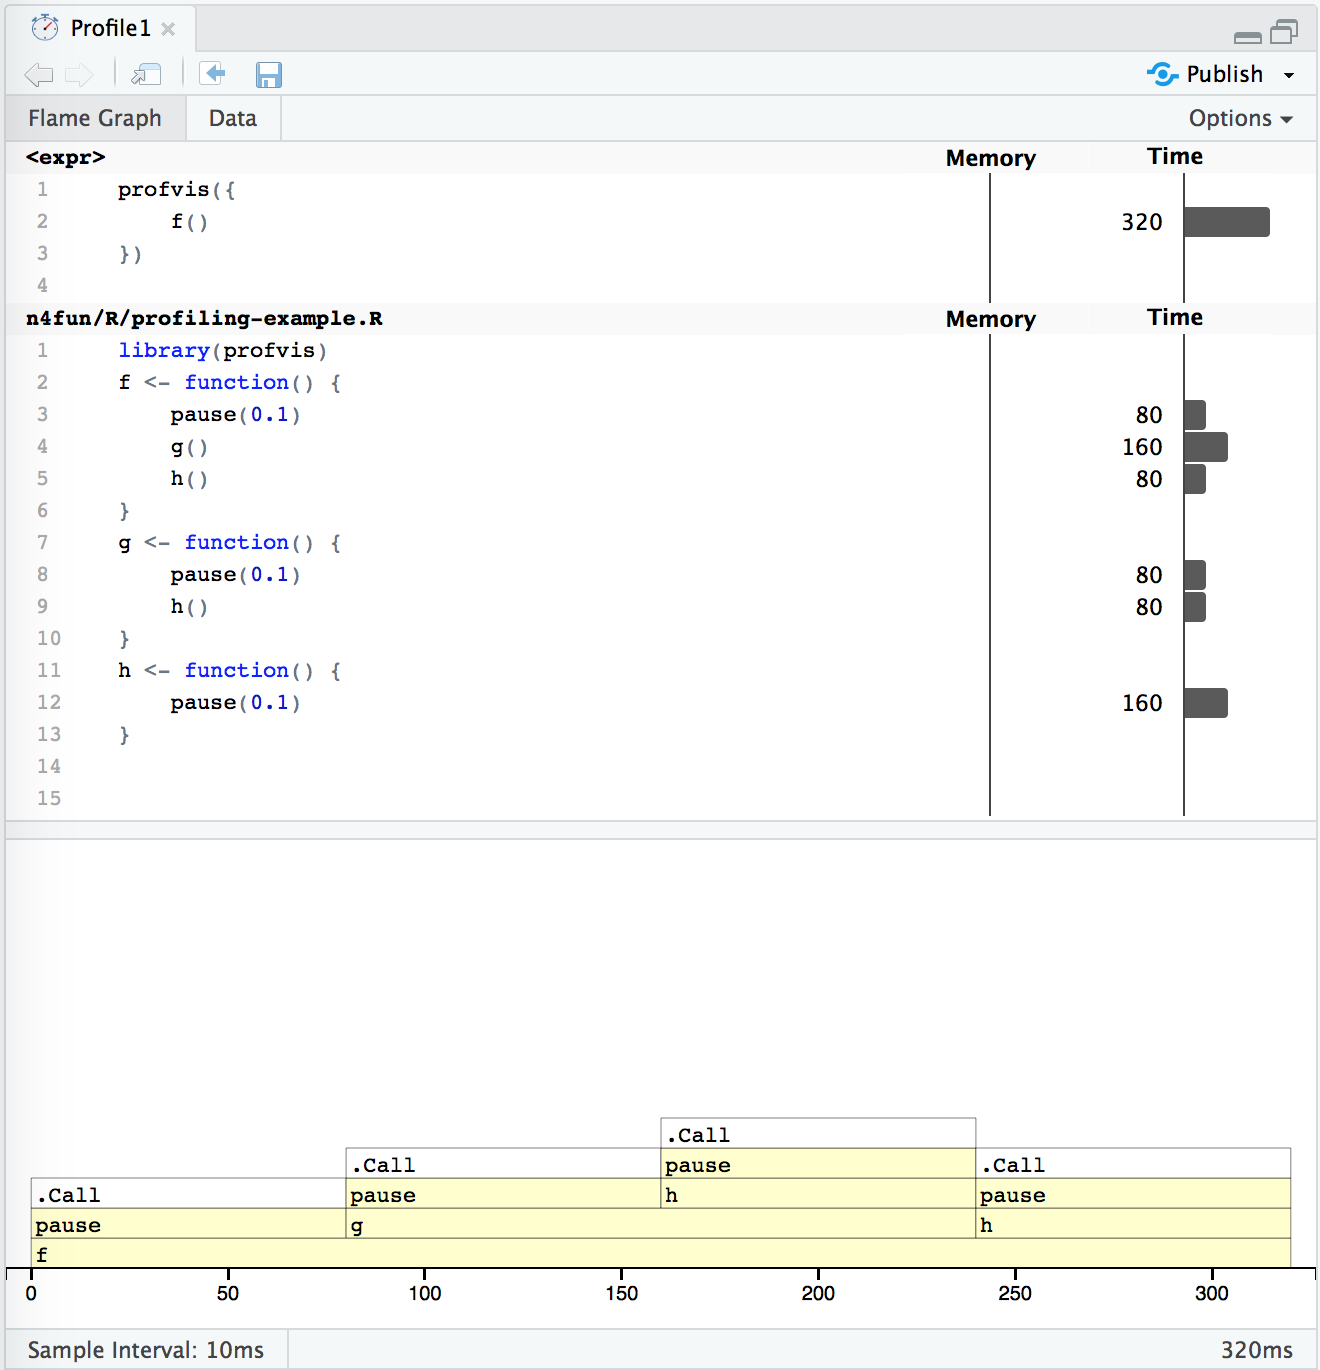 Profile1
Publish
Flame Graph Data Options
<expr> Memory Time
1 profvis({
2 f() 320
3 })
4
n4fun/R/profiling-example.R Memory Time
1 library(profvis)
2 f <- function() {
3 pause(0.1) 80
4 g() 160
5 h() 80
6 }
7 g <- function() {
8 pause(0.1) 80
9 h() 80
10 }
11 h <- function() {
12 pause(0.1) 160
13 }
14
15
.Call
.Call pause .Call
.Call pause h pause
pause g h
f
0 50 100 150 200 250 300
Sample Interval: 10ms 320ms